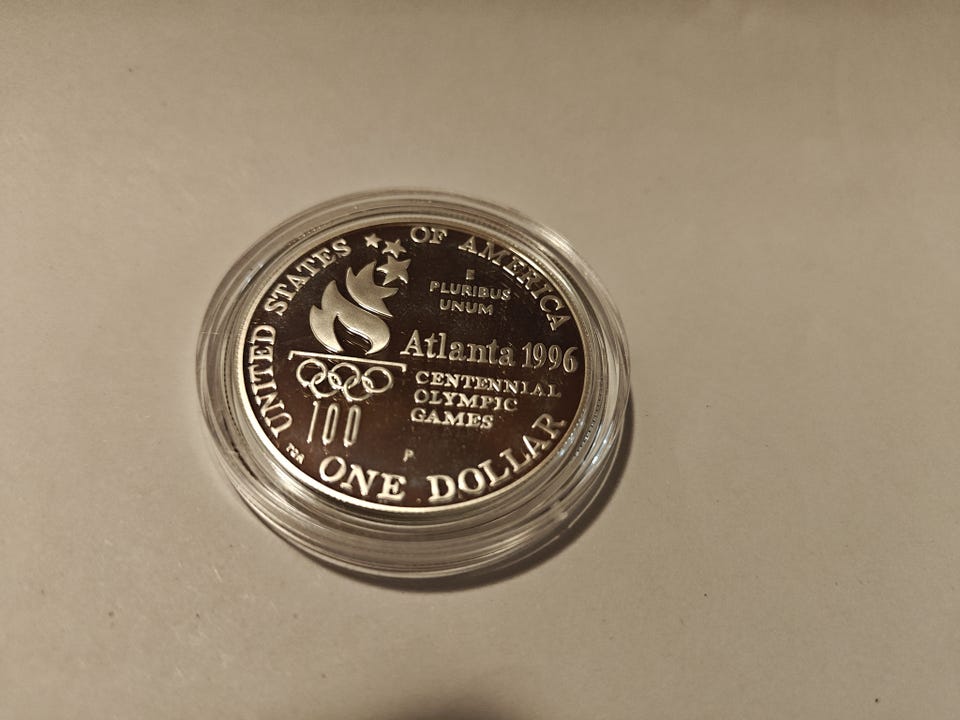 UNITED STATES OF AMERICA
E
PLURIBUS
UNUM
Atlanta 1996
CENTENNIAL
OLYMPIC
GAMES
100
P
ONE DOLLAR